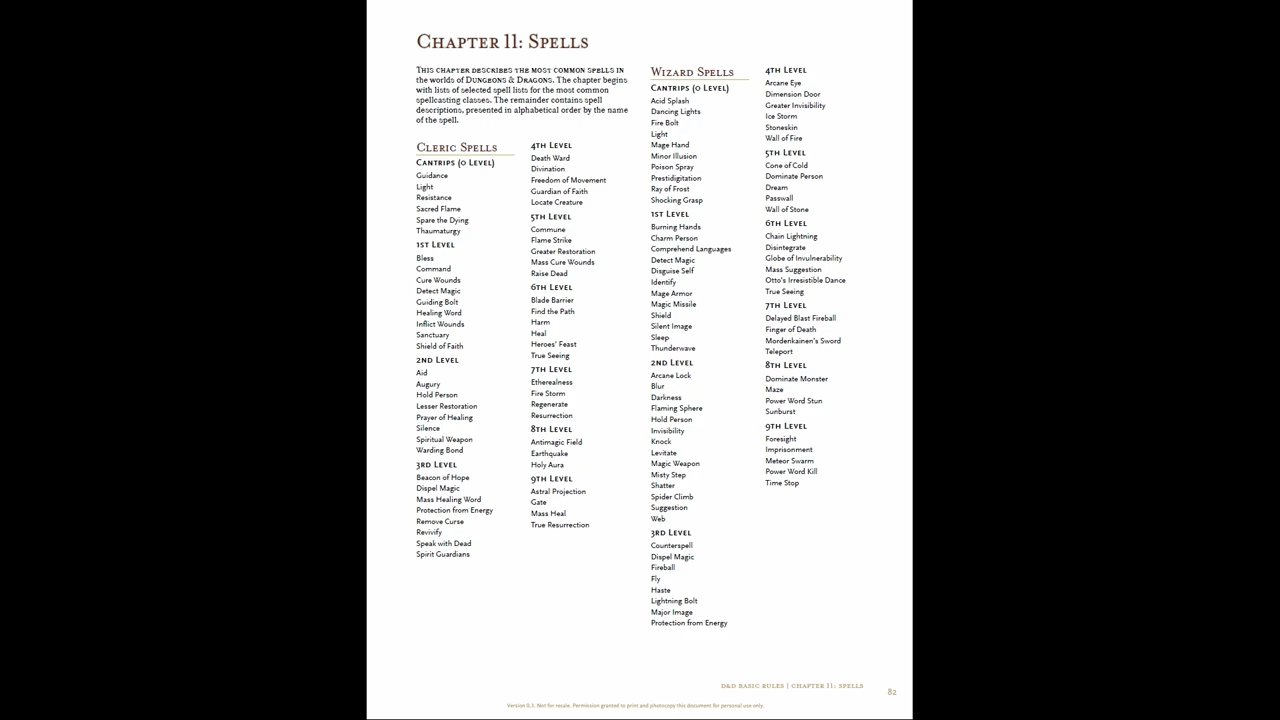 Chapter 11: Spells
This chapter describes the most common spells in
the worlds of Dungeons & Dragons. The chapter begins
with lists of selected spell lists for the most common
spellcasting classes. The remainder contains spell
descriptions, presented in alphabetical order by the name
of the spell.
Cleric Spells
Cantrips (0 Level)
Guidance
Light
Resistance
Sacred Flame
Spare the Dying
Thaumaturgy
1st Level
Bless
Command
Cure Wounds
Detect Magic
Guiding Bolt
Healing Word
Inflict Wounds
Sanctuary
Shield of Faith
2nd Level
Aid
Augury
Hold Person
Lesser Restoration
Prayer of Healing
Silence
Spiritual Weapon
Warding Bond
3rd Level
Beacon of Hope
Dispel Magic
Mass Healing Word
Protection from Energy
Remove Curse
Revivify
Speak with Dead
Spirit Guardians
4th Level
Death Ward
Divination
Freedom of Movement
Guardian of Faith
Locate Creature
5th Level
Commune
Flame Strike
Greater Restoration
Mass Cure Wounds
Raise Dead
6th Level
Blade Barrier
Find the Path
Harm
Heal
Heroes' Feast
True Seeing
7th Level
Etherealness
Fire Storm
Regenerate
Resurrection
8th Level
Antimagic Field
Earthquake
Holy Aura
9th Level
Astral Projection
Gate
Mass Heal
True Resurrection
Wizard Spells
Cantrips (0 Level)
Acid Splash
Dancing Lights
Fire Bolt
Light
Mage Hand
Minor Illusion
Poison Spray
Prestidigitation
Ray of Frost
Shocking Grasp
1st Level
Burning Hands
Charm Person
Comprehend Languages
Detect Magic
Disguise Self
Identify
Mage Armor
Magic Missile
Shield
Silent Image
Sleep
Thunderwave
2nd Level
Arcane Lock
Blur
Darkness
Flaming Sphere
Hold Person
Invisibility
Knock
Levitate
Magic Weapon
Misty Step
Shatter
Spider Climb
Suggestion
Web
3rd Level
Counterspell
Dispel Magic
Fireball
Fly
Haste
Lightning Bolt
Major Image
Protection from Energy
4th Level
Arcane Eye
Dimension Door
Greater Invisibility
Ice Storm
Stoneskin
Wall of Fire
5th Level
Cone of Cold
Dominate Person
Dream
Passwall
Wall of Stone
6th Level
Chain Lightning
Disintegrate
Globe of Invulnerability
Mass Suggestion
Otto's Irresistible Dance
True Seeing
7th Level
Delayed Blast Fireball
Finger of Death
Mordenkainen's Sword
Teleport
8th Level
Dominate Monster
Maze
Power Word Stun
Sunburst
9th Level
Foresight
Imprisonment
Meteor Swarm
Power Word Kill
Time Stop
D&D Basic Rules | Chapter 11: Spells
82
Version 0.3. Not for resale. Permission granted to print and photocopy this document for personal use only.